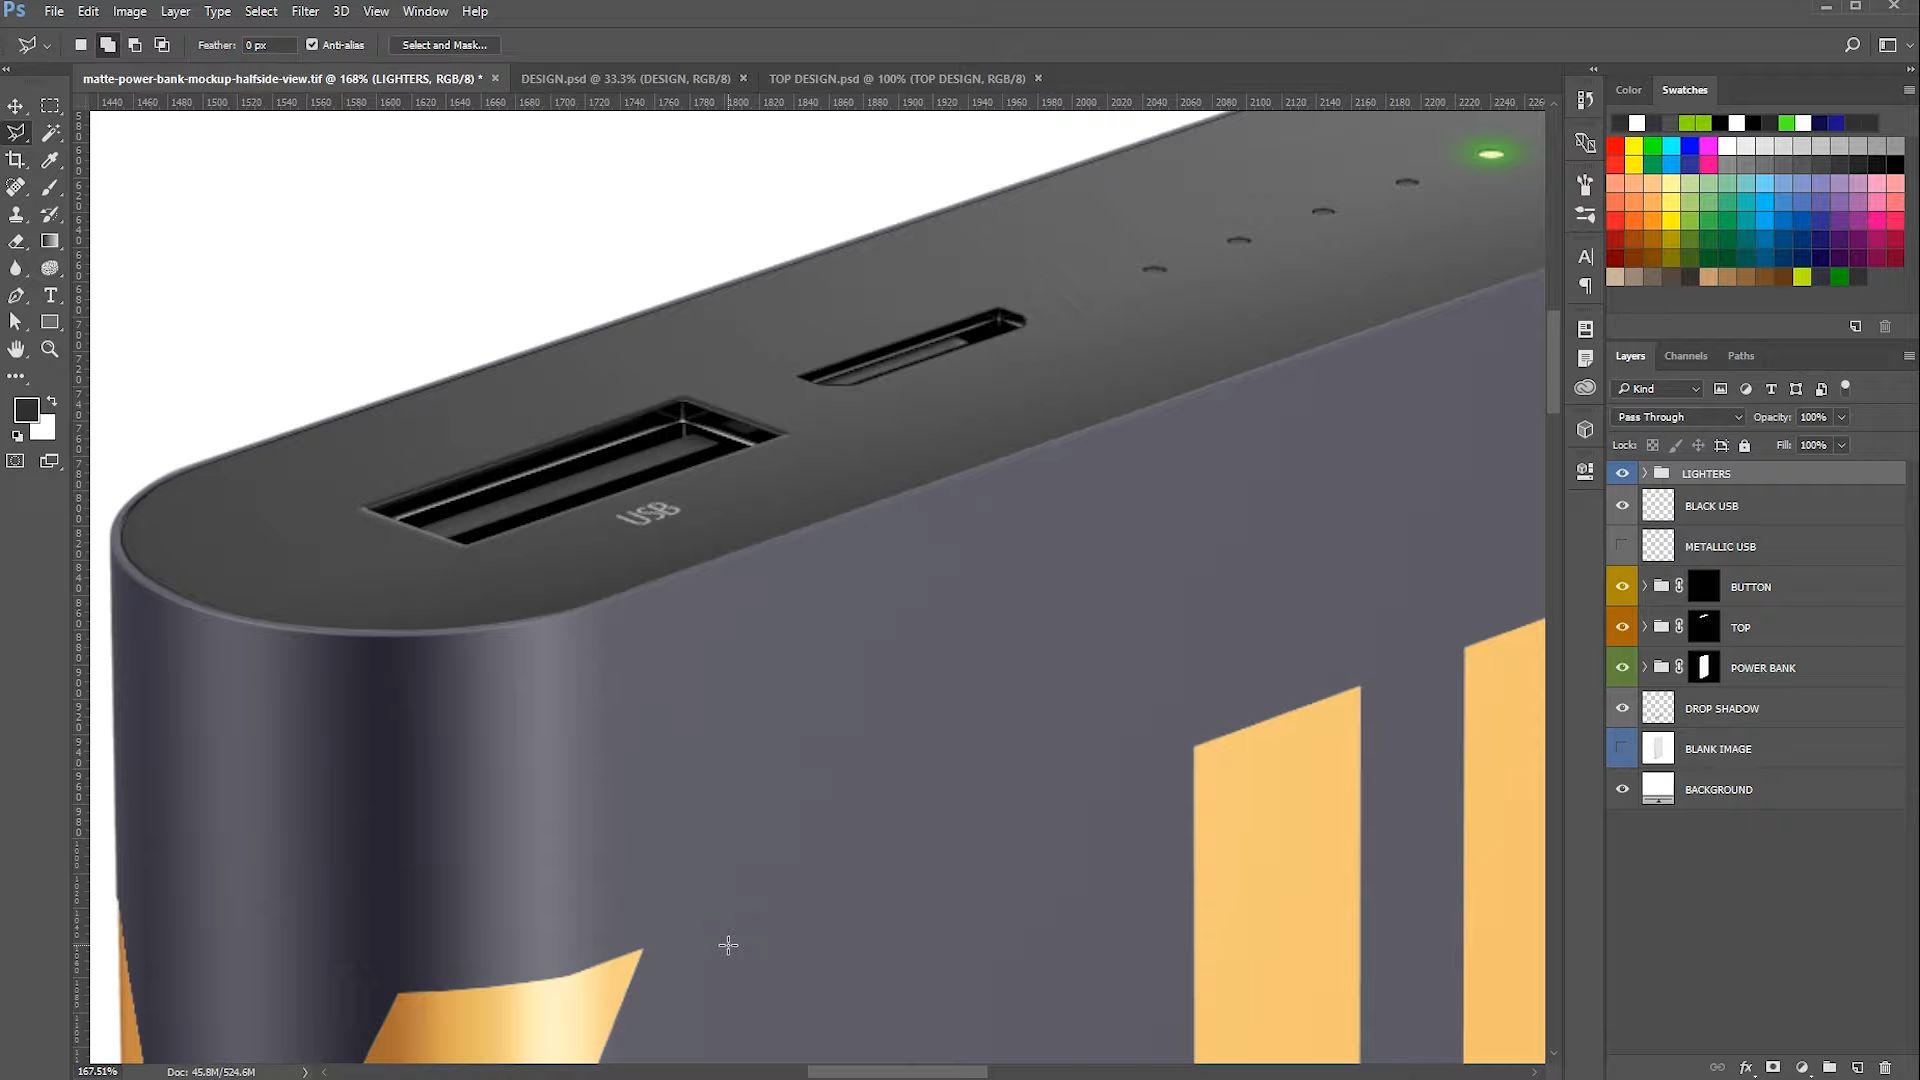 Ps File Edit Image Layer Type Select Filter 3D View Window Help
Feather: 0 px Anti-alias Select and Mask...
matte-power-bank-mockup-halfside-view.tif @ 168% (LIGHTERS, RGB/8) * × DESIGN.psd @ 33.3% (DESIGN, RGB/8) × TOP DESIGN.psd @ 100% (TOP DESIGN, RGB/8) ×
1440 1460 1480 1500 1520 1540 1560 1580 1600 1620 1640 1660 1680 1700 1720 1740 1760 1780 1800 1820 1840 1860 1880 1900 1920 1940 1960 1980 2000 2020 2040 2060 2080 2100 2120 2140 2160 2180 2200 2220 2240
Color Swatches
USB
Layers Channels Paths
Kind
Pass Through Opacity: 100%
Lock: Fill: 100%
LIGHTERS
BLACK USB
METALLIC USB
BUTTON
TOP
POWER BANK
DROP SHADOW
BLANK IMAGE
BACKGROUND
167.51% Doc: 45.8M/524.6M